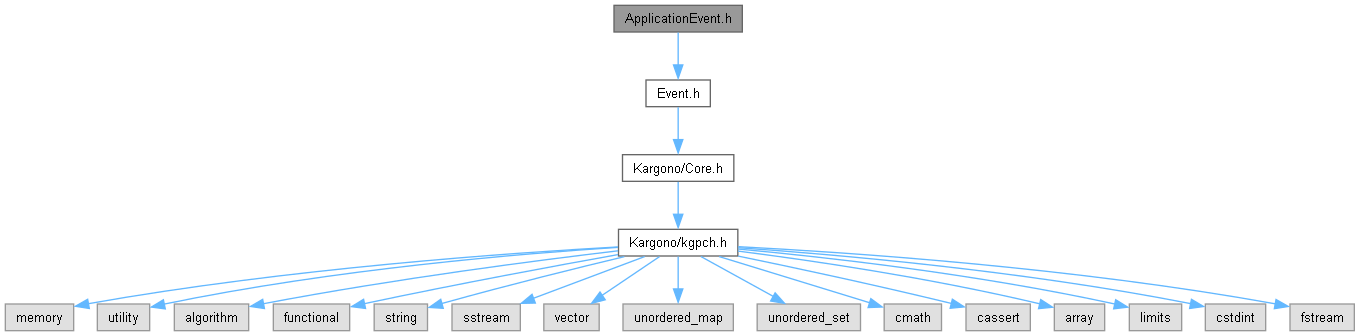 ApplicationEvent.h
Event.h
Kargono/Core.h
Kargono/kgpch.h
memory
utility
algorithm
functional
string
sstream
vector
unordered_map
unordered_set
cmath
cassert
array
limits
cstdint
fstream